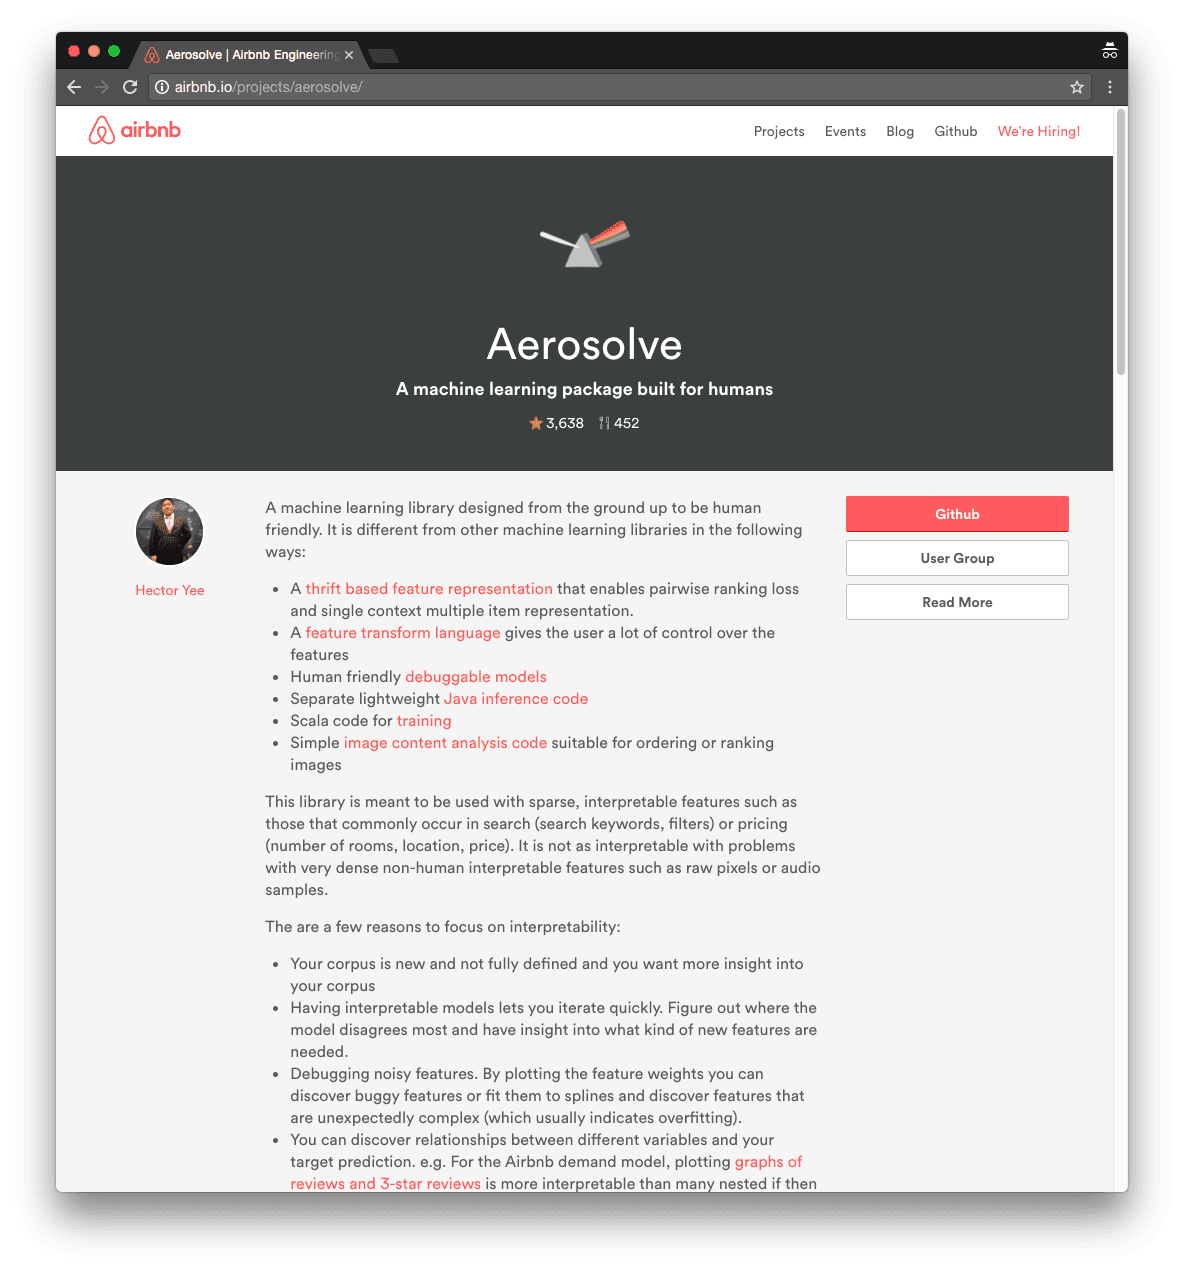 Aerosolve | Airbnb Engineering
airbnb.io/projects/aerosolve/
airbnb
Projects Events Blog Github We're Hiring!
Aerosolve
A machine learning package built for humans
3,638 452
Hector Yee
A machine learning library designed from the ground up to be human
friendly. It is different from other machine learning libraries in the following
ways:
A thrift based feature representation that enables pairwise ranking loss
and single context multiple item representation.
A feature transform language gives the user a lot of control over the
features
Human friendly debuggable models
Separate lightweight Java inference code
Scala code for training
Simple image content analysis code suitable for ordering or ranking
images
This library is meant to be used with sparse, interpretable features such as
those that commonly occur in search (search keywords, filters) or pricing
(number of rooms, location, price). It is not as interpretable with problems
with very dense non-human interpretable features such as raw pixels or audio
samples.
The are a few reasons to focus on interpretability:
Your corpus is new and not fully defined and you want more insight into
your corpus
Having interpretable models lets you iterate quickly. Figure out where the
model disagrees most and have insight into what kind of new features are
needed.
Debugging noisy features. By plotting the feature weights you can
discover buggy features or fit them to splines and discover features that
are unexpectedly complex (which usually indicates overfitting).
You can discover relationships between different variables and your
target prediction. e.g. For the Airbnb demand model, plotting graphs of
reviews and 3-star reviews is more interpretable than many nested if then
Github
User Group
Read More